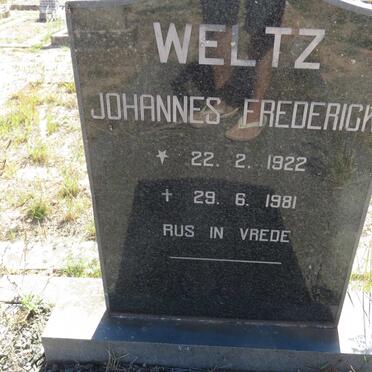 WELTZ
JOHANNES FREDERICK
★ 22. 2. 1922
✝ 29. 6. 1981
RUS IN VREDE